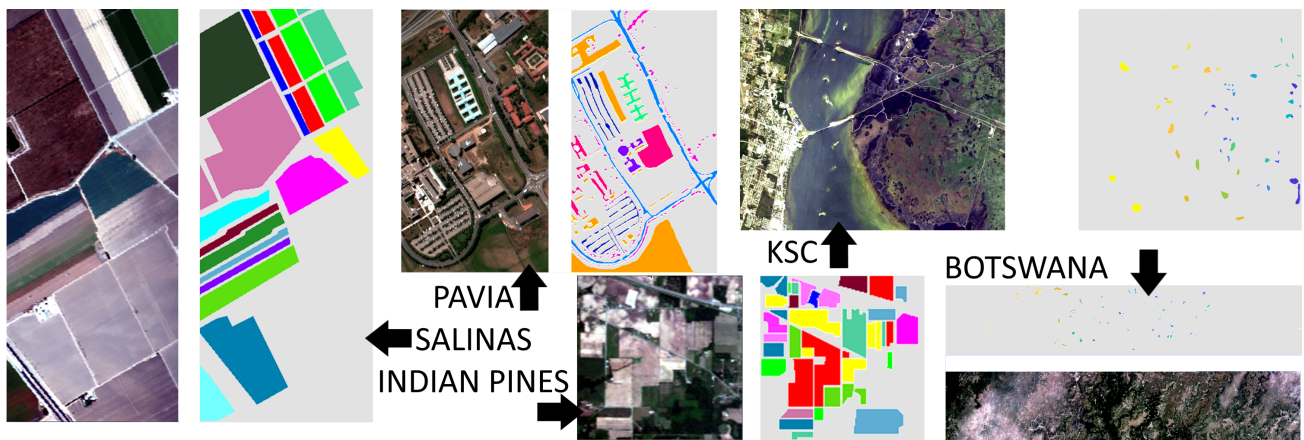 KSC
BOTSWANA
PAVIA
SALINAS
INDIAN PINES